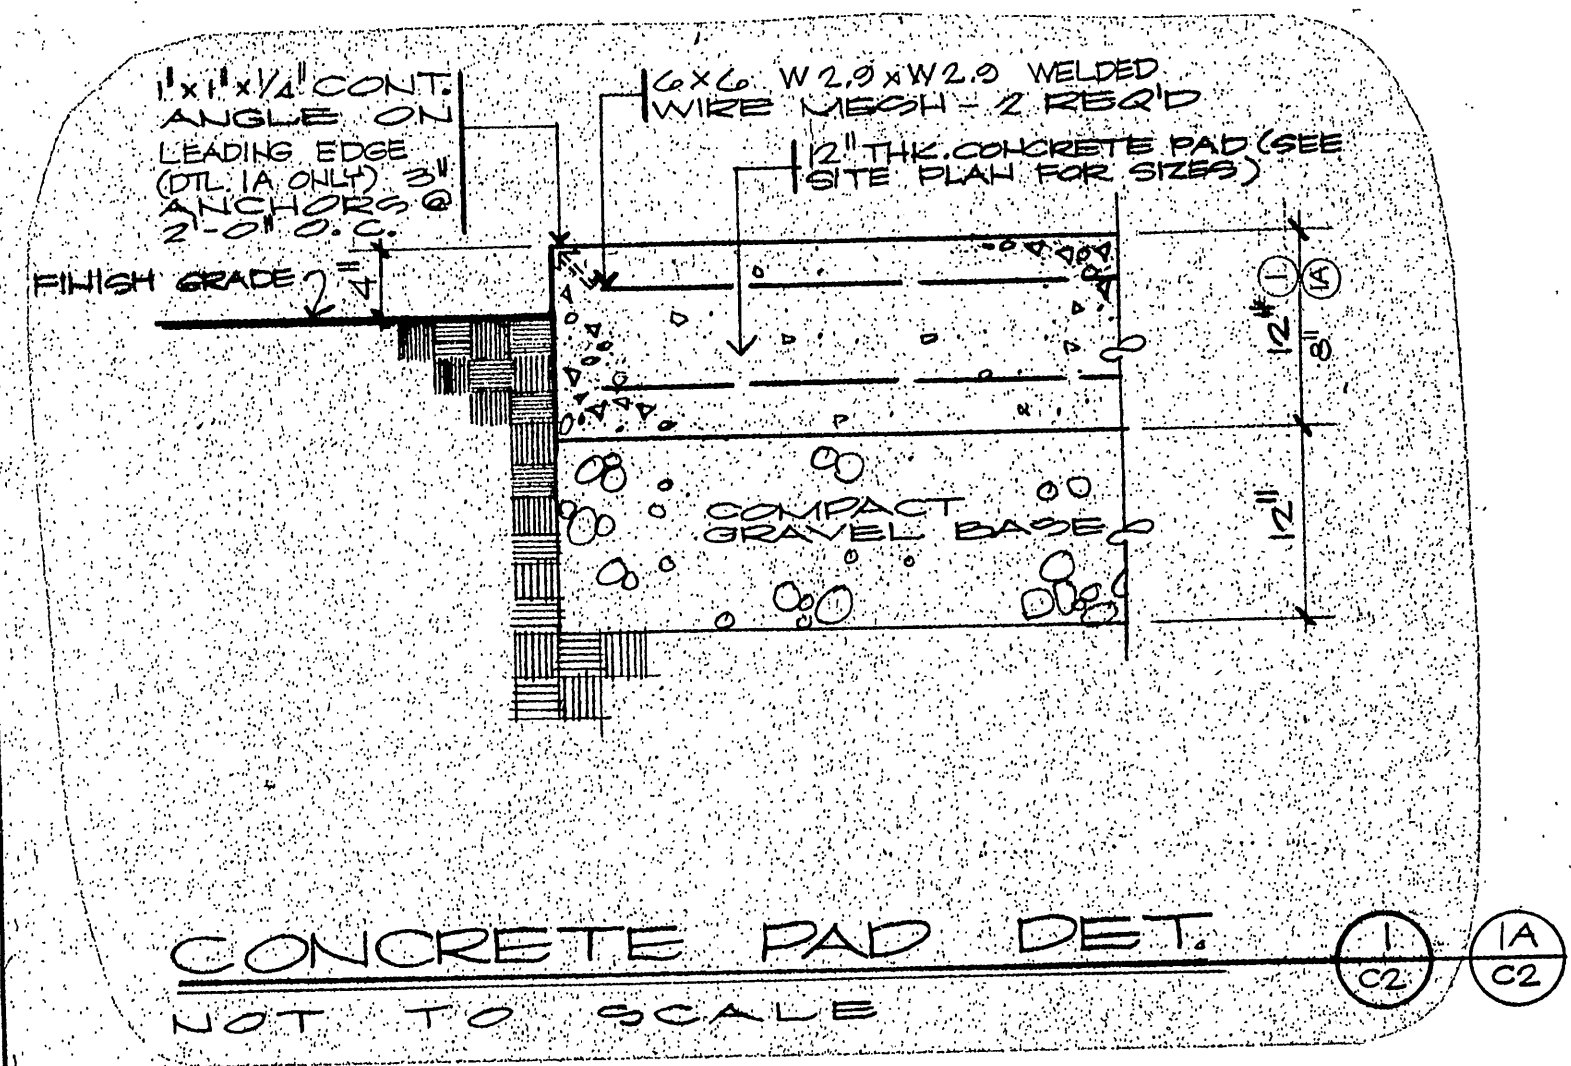 1"x1"x1/4" CONT.
ANGLE ON
LEADING EDGE
(DTL. 1A ONLY) 3"
ANCHORS @
2'-0" O.C.
6x6 W2.9xW2.9 WELDED
WIRE MESH - 2 REQ'D
12" THK. CONCRETE PAD (SEE
SITE PLAN FOR SIZES)
FINISH GRADE
4"
1 1A
12" 8"
COMPACT
GRAVEL BASE
12"
CONCRETE PAD DET.
1
C2
1A
C2
NOT TO SCALE